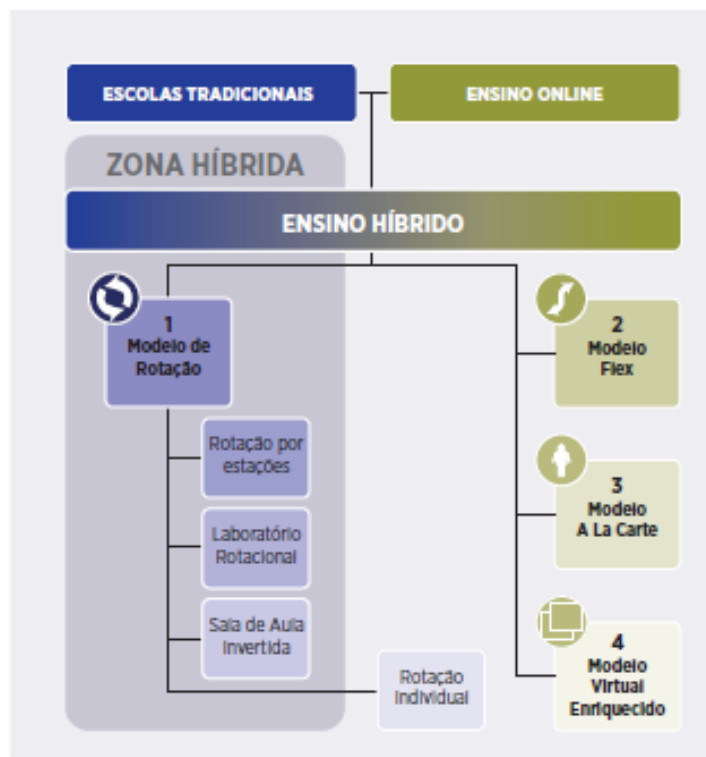 ESCOLAS TRADICIONAIS
ENSINO ONLINE
ZONA HÍBRIDA
ENSINO HÍBRIDO
1
Modelo de
Rotação
Rotação por
estações
Laboratório
Rotacional
Sala de Aula
Invertida
Rotação
Individual
2
Modelo
Flex
3
Modelo
A La Carte
4
Modelo
Virtual
Enriquecido